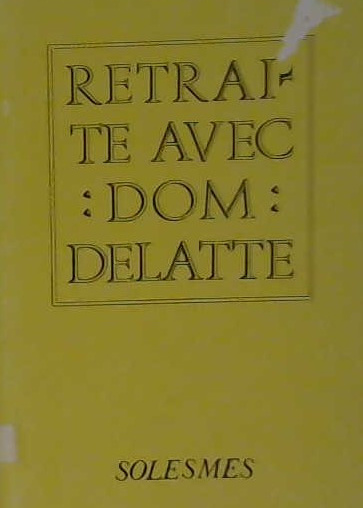 RETRAI-
TE AVEC
: DOM :
DELATTE
SOLESMES